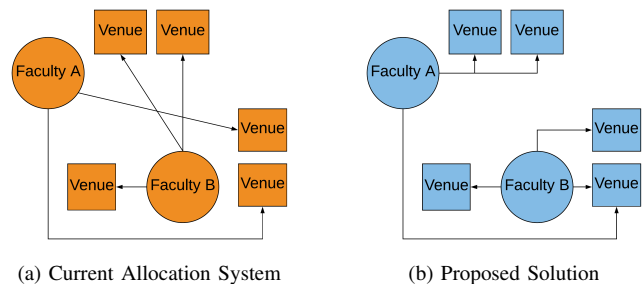 Venue
Venue
Faculty A
Venue
Venue
Faculty B
Venue
(a) Current Allocation System
Venue
Venue
Faculty A
Venue
Venue
Faculty B
Venue
(b) Proposed Solution